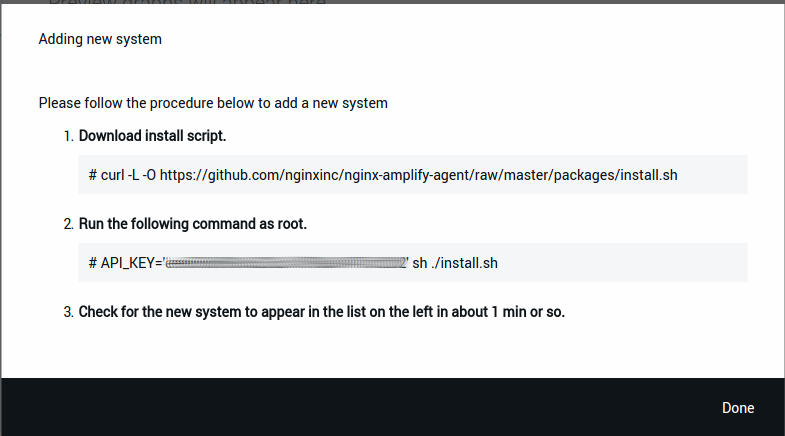 Preview graphs will appear here
Adding new system
Please follow the procedure below to add a new system
1. Download install script.
# curl -L -O https://github.com/nginxinc/nginx-amplify-agent/raw/master/packages/install.sh
2. Run the following command as root.
# API_KEY='2' sh ./install.sh
3. Check for the new system to appear in the list on the left in about 1 min or so.
Done